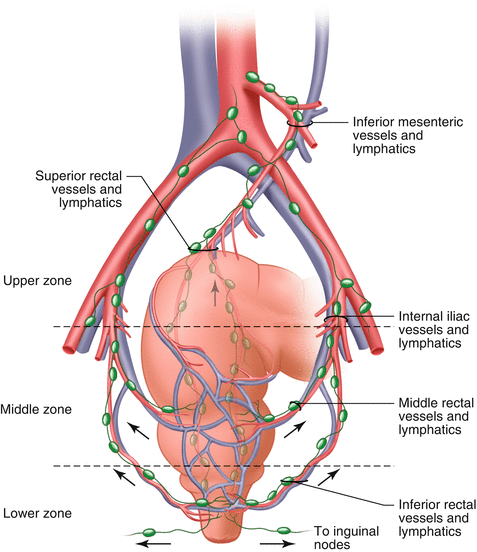 Inferior mesenteric
vessels and
lymphatics
Superior rectal
vessels and
lymphatics
Upper zone
Internal iliac
vessels and
lymphatics
Middle zone
Middle rectal
vessels and
lymphatics
Lower zone
Inferior rectal
vessels and
lymphatics
To inguinal
nodes